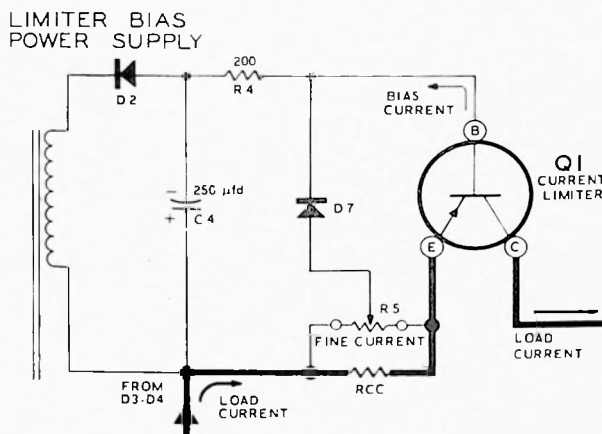 LIMITER BIAS
POWER SUPPLY
D2
200
R4
BIAS
CURRENT
B
Q1
CURRENT
LIMITER
- 250 µfd
+ C4
D7
E
C
R5
FINE CURRENT
LOAD
CURRENT
FROM
D3-D4
LOAD
CURRENT
RCC